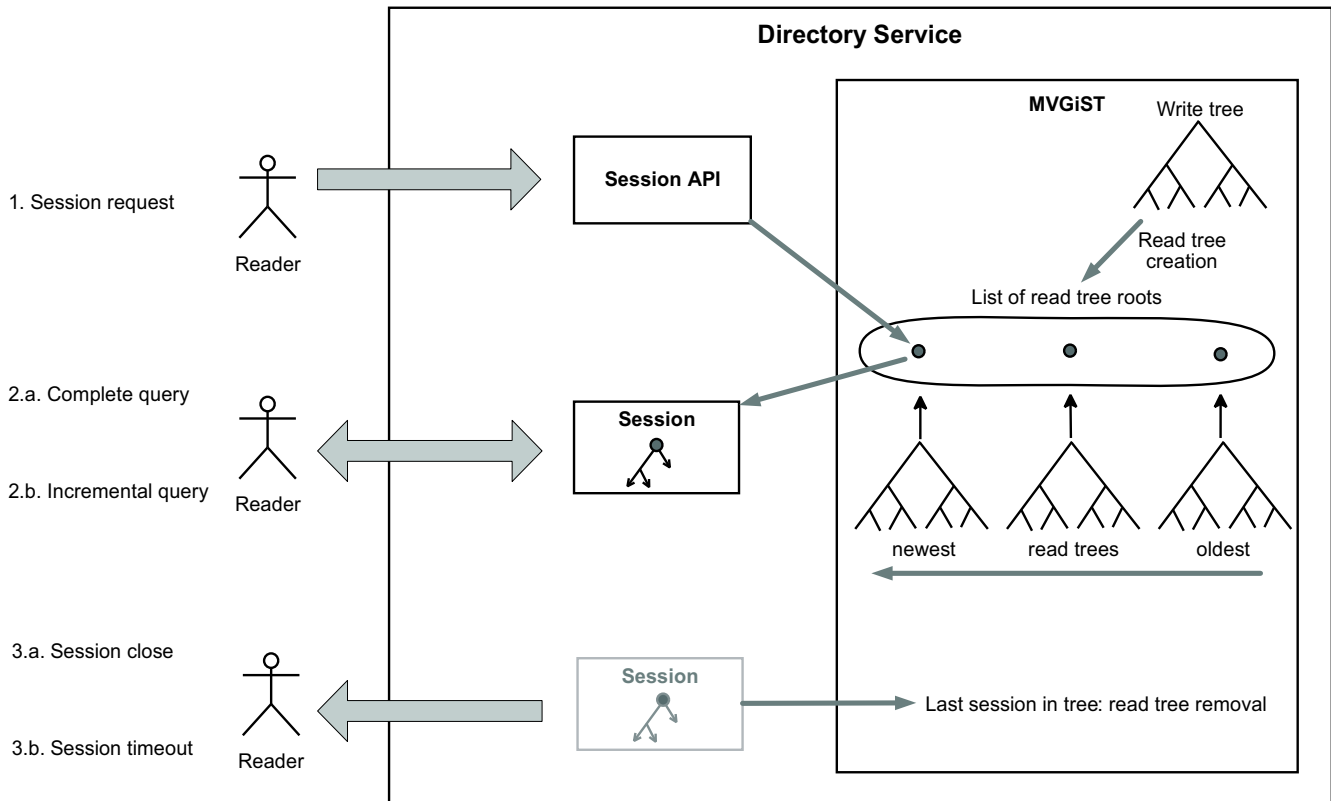 Directory Service
MVGiST
Write tree
Session API
1. Session request
Reader
Read tree
creation
List of read tree roots
2.a. Complete query
Session
2.b. Incremental query
Reader
newest
read trees
oldest
3.a. Session close
Session
Last session in tree: read tree removal
3.b. Session timeout
Reader